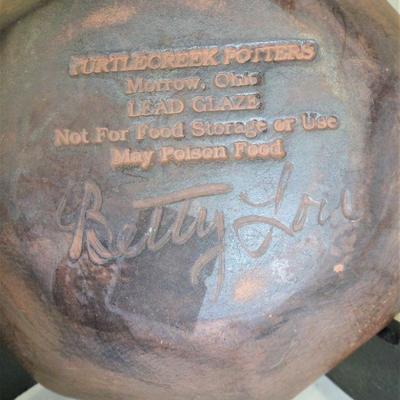 TURTLECREEK POTTERS
Morrow, Ohio
LEAD GLAZE
Not For Food Storage or Use
May Poison Food
Betty Lou